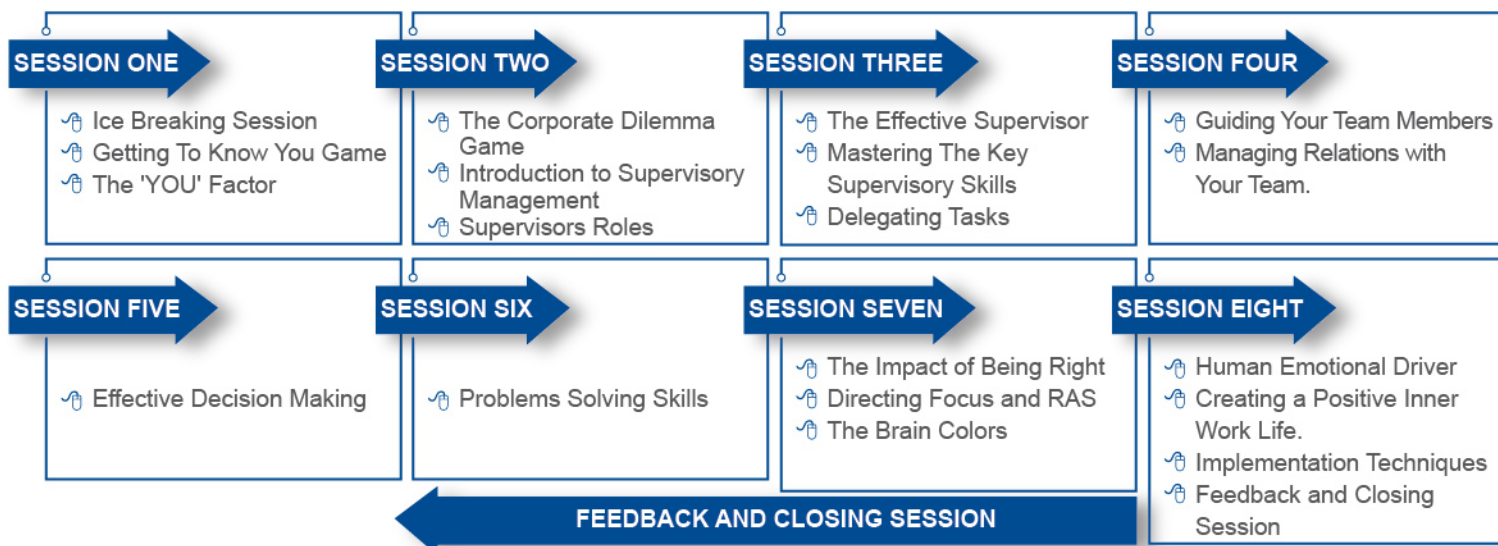 SESSION ONE
Ice Breaking Session
Getting To Know You Game
The 'YOU' Factor
SESSION TWO
The Corporate Dilemma
Game
Introduction to Supervisory
Management
Supervisors Roles
SESSION THREE
The Effective Supervisor
Mastering The Key
Supervisory Skills
Delegating Tasks
SESSION FOUR
Guiding Your Team Members
Managing Relations with
Your Team.
SESSION FIVE
Effective Decision Making
SESSION SIX
Problems Solving Skills
SESSION SEVEN
The Impact of Being Right
Directing Focus and RAS
The Brain Colors
SESSION EIGHT
Human Emotional Driver
Creating a Positive Inner
Work Life.
Implementation Techniques
Feedback and Closing
Session
FEEDBACK AND CLOSING SESSION